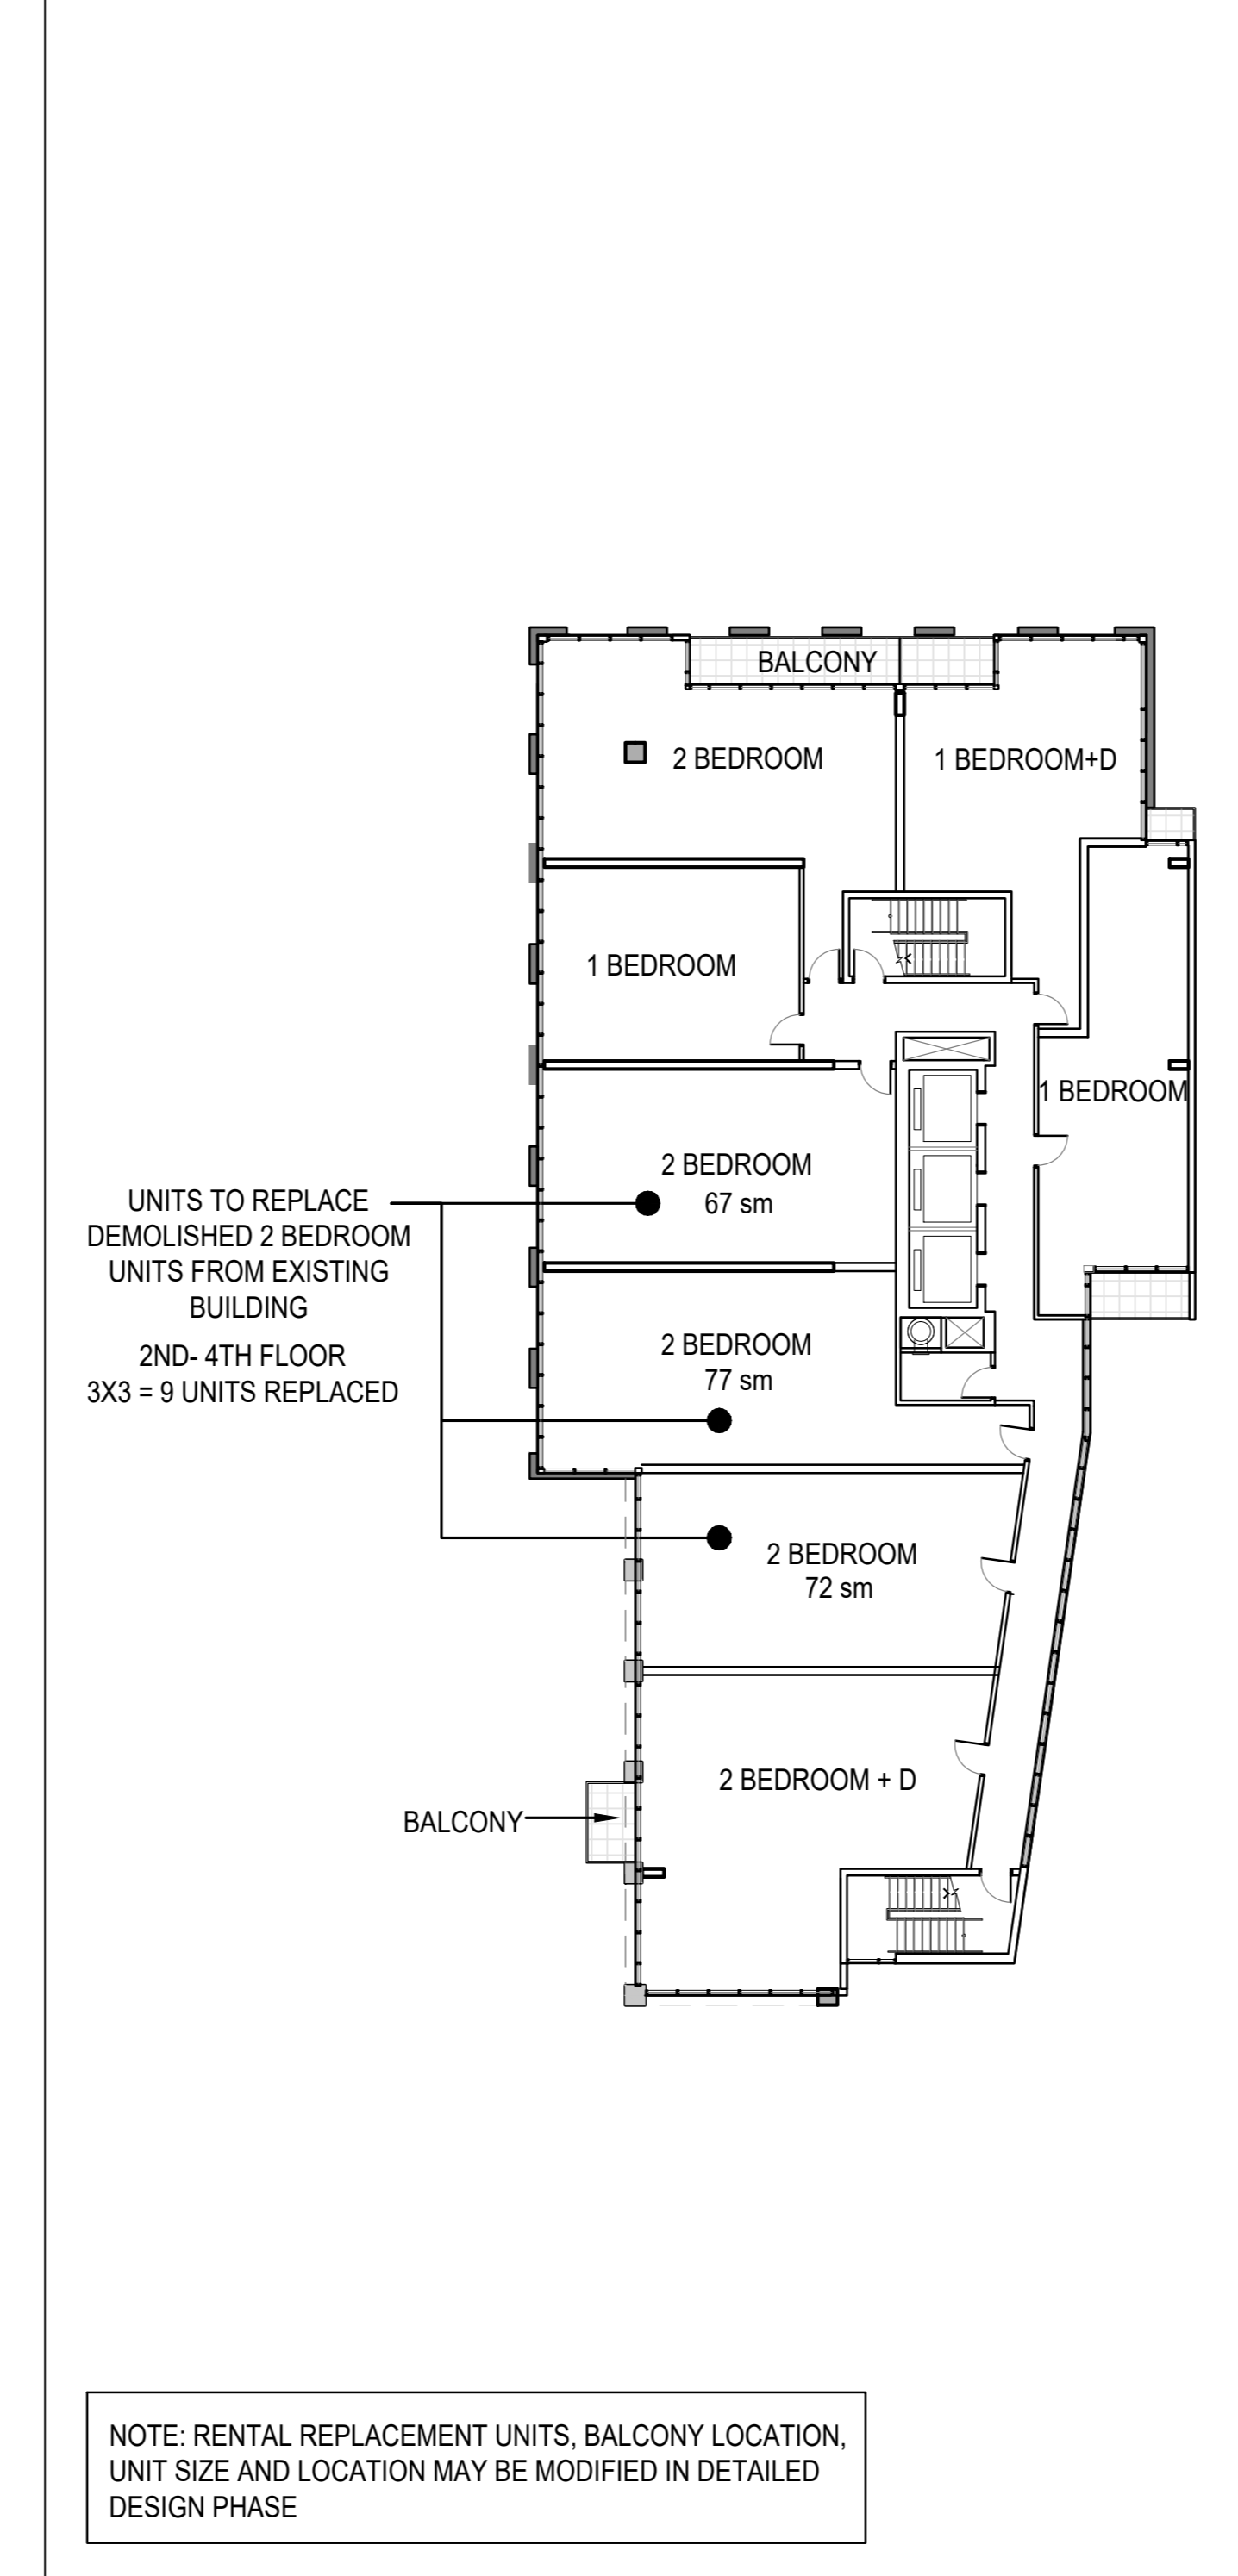 BALCONY
2 BEDROOM
1 BEDROOM+D
1 BEDROOM
1 BEDROOM
2 BEDROOM
67 sm
UNITS TO REPLACE
DEMOLISHED 2 BEDROOM
UNITS FROM EXISTING
BUILDING
2ND- 4TH FLOOR
3X3 = 9 UNITS REPLACED
2 BEDROOM
77 sm
2 BEDROOM
72 sm
2 BEDROOM + D
BALCONY
NOTE: RENTAL REPLACEMENT UNITS, BALCONY LOCATION,
UNIT SIZE AND LOCATION MAY BE MODIFIED IN DETAILED
DESIGN PHASE